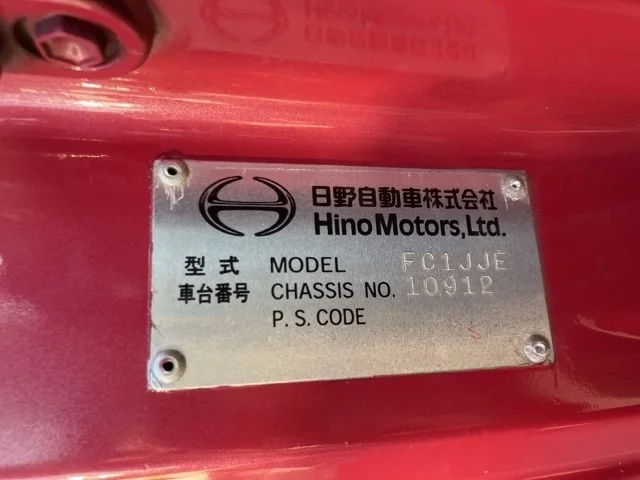 日野自動車株式会社
Hino Motors, Ltd.
型式 MODEL FC1JJE
車台番号 CHASSIS NO. 10912
P. S. CODE